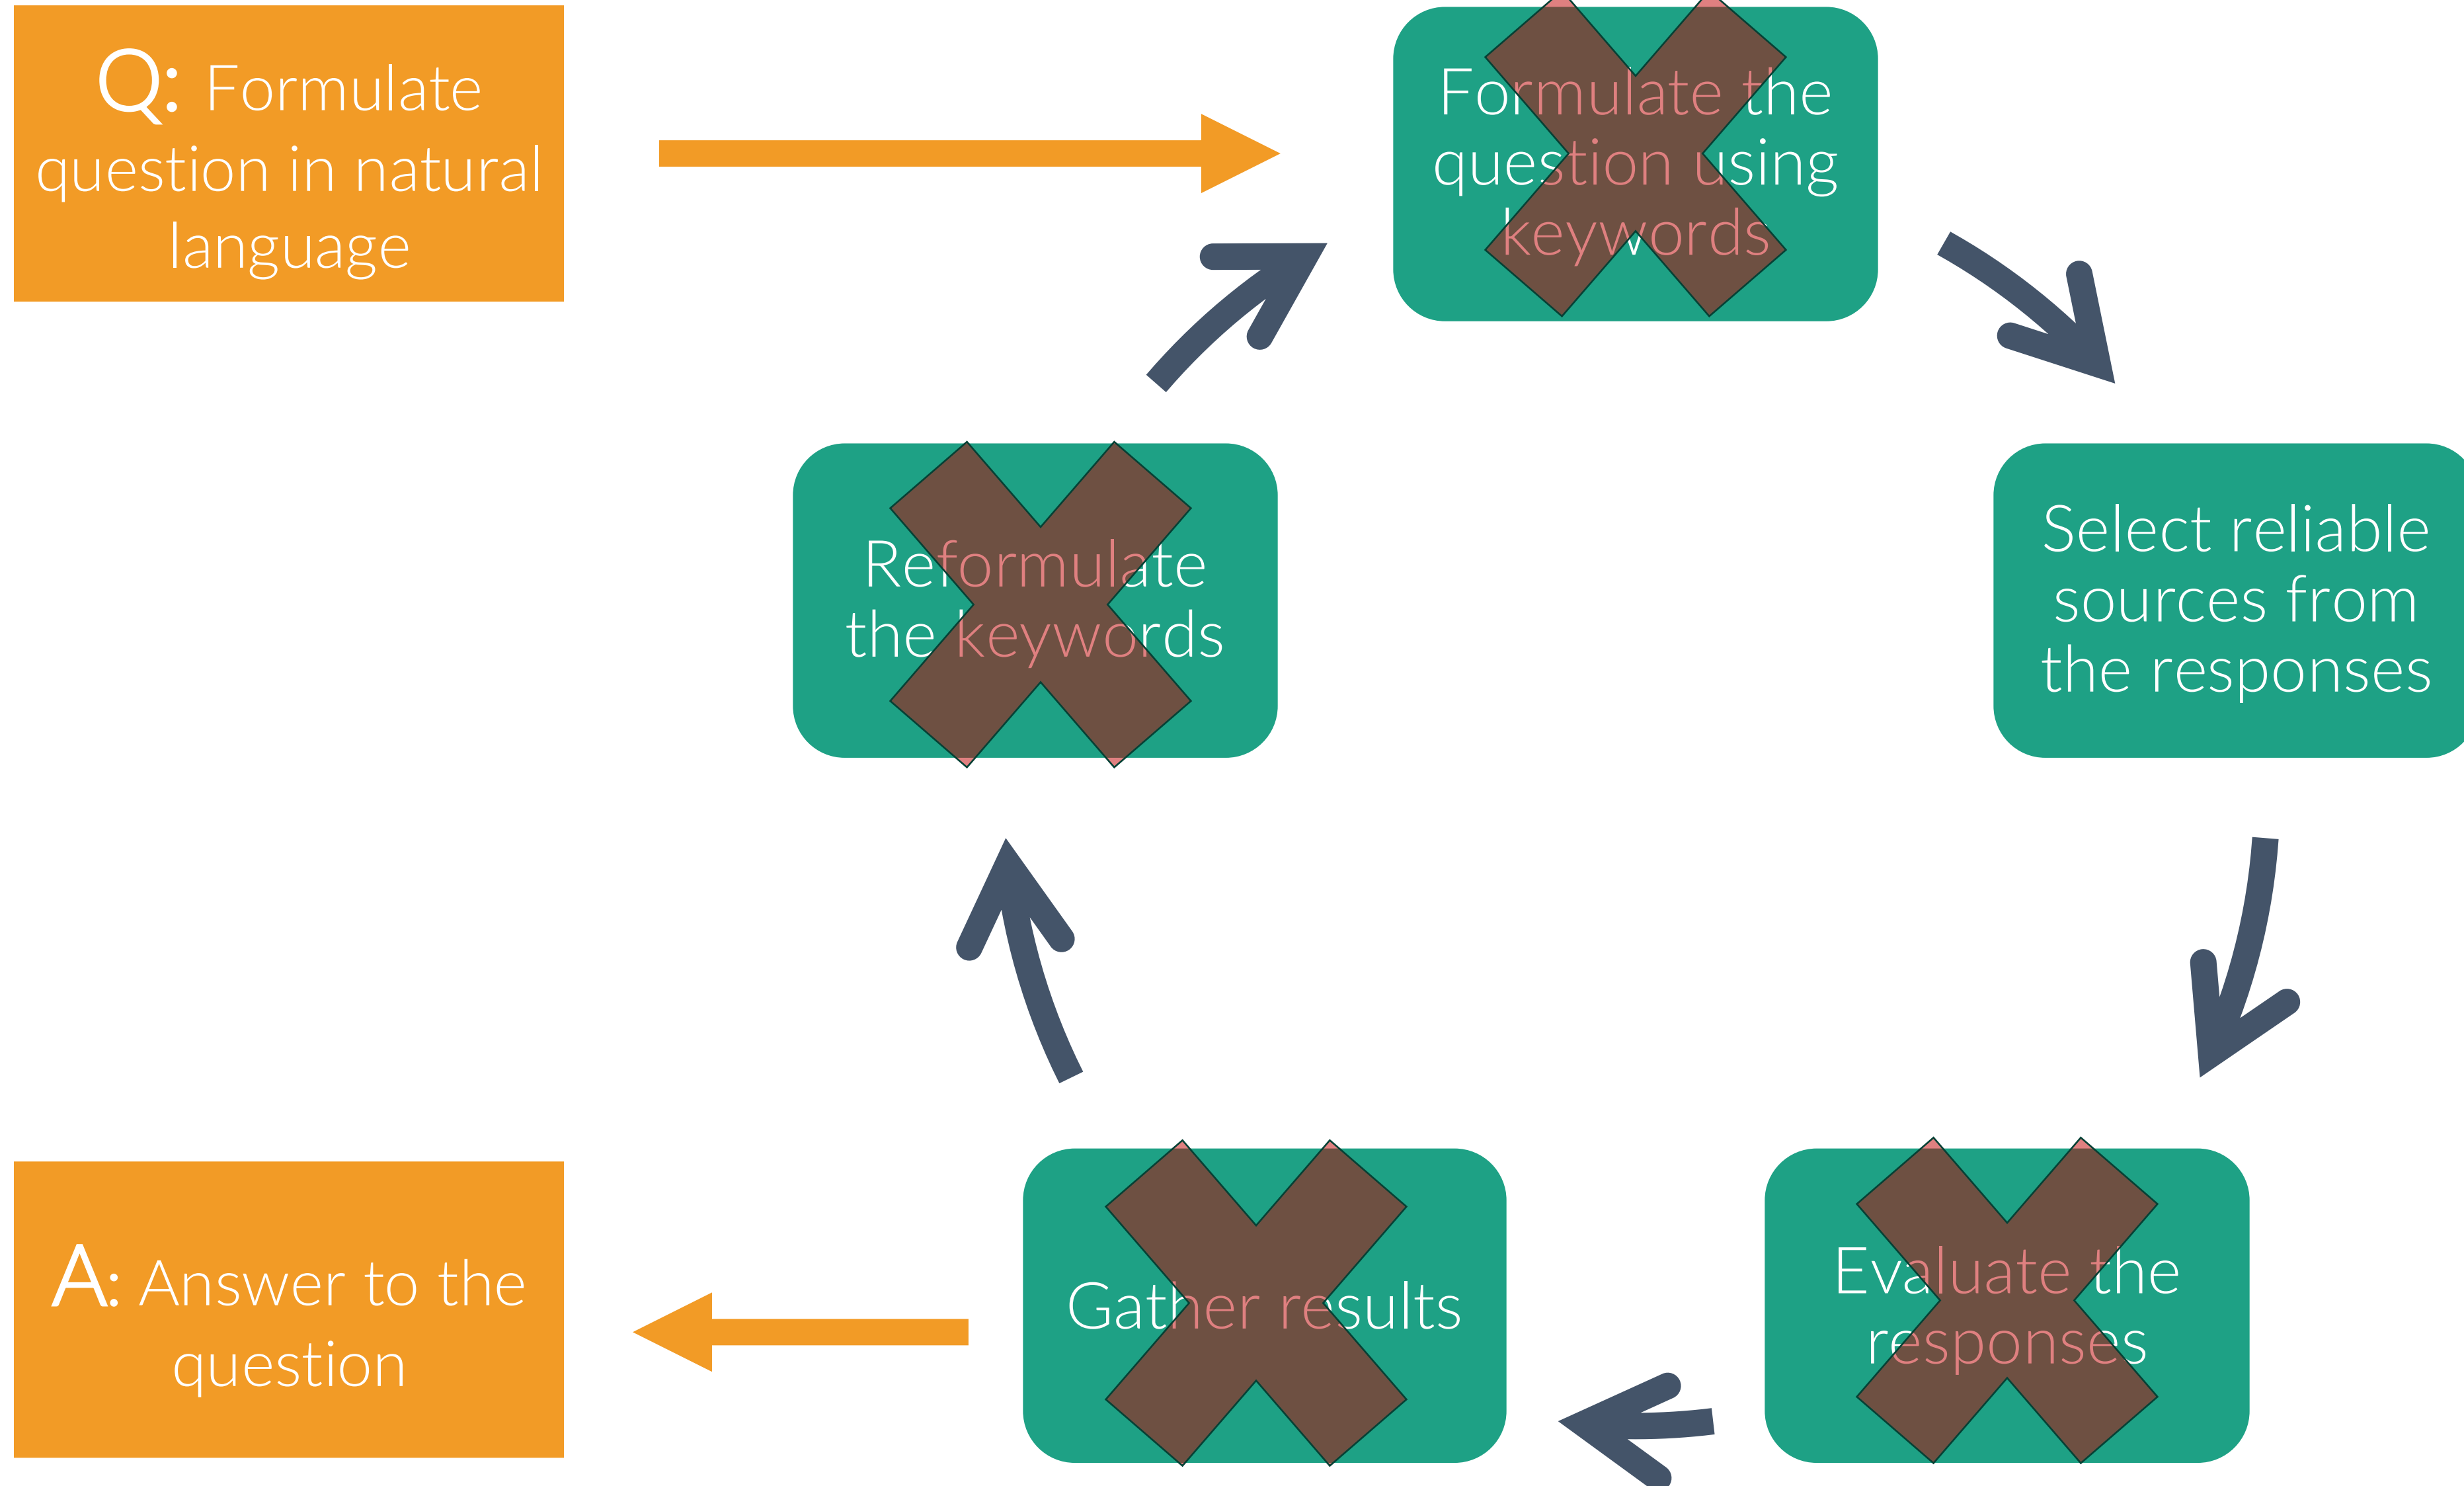 Q: Formulate
question in natural
language
Formulate the
question using
keywords
Reformulate
the keywords
Select reliable
sources from
the responses
A: Answer to the
question
Gather results
Evaluate the
responses